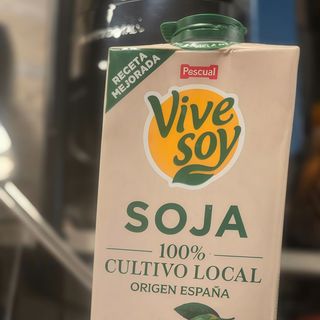 RECETA
MEJORADA
Pascual
Vive
soy
SOJA
100%
CULTIVO LOCAL
ORIGEN ESPAÑA